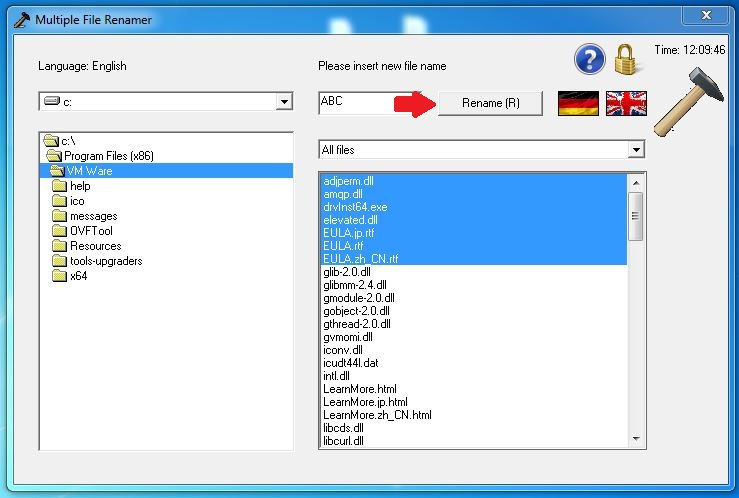 Multiple File Renamer
Time: 12:09:46
Language: English
Please insert new file name
c:
ABC
Rename (R)
All files
c:\
Program Files (x86)
VM Ware
help
ico
messages
OVFTool
Resources
tools-upgraders
x64
adjperm.dll
amqp.dll
drvInst64.exe
elevated.dll
EULA.jp.rtf
EULA.rtf
EULA.zh_CN.rtf
glib-2.0.dll
glibmm-2.4.dll
gmodule-2.0.dll
gobject-2.0.dll
gthread-2.0.dll
gvmomi.dll
iconv.dll
icudt44l.dat
intl.dll
LearnMore.html
LearnMore.jp.html
LearnMore.zh_CN.html
libcds.dll
libcurl.dll